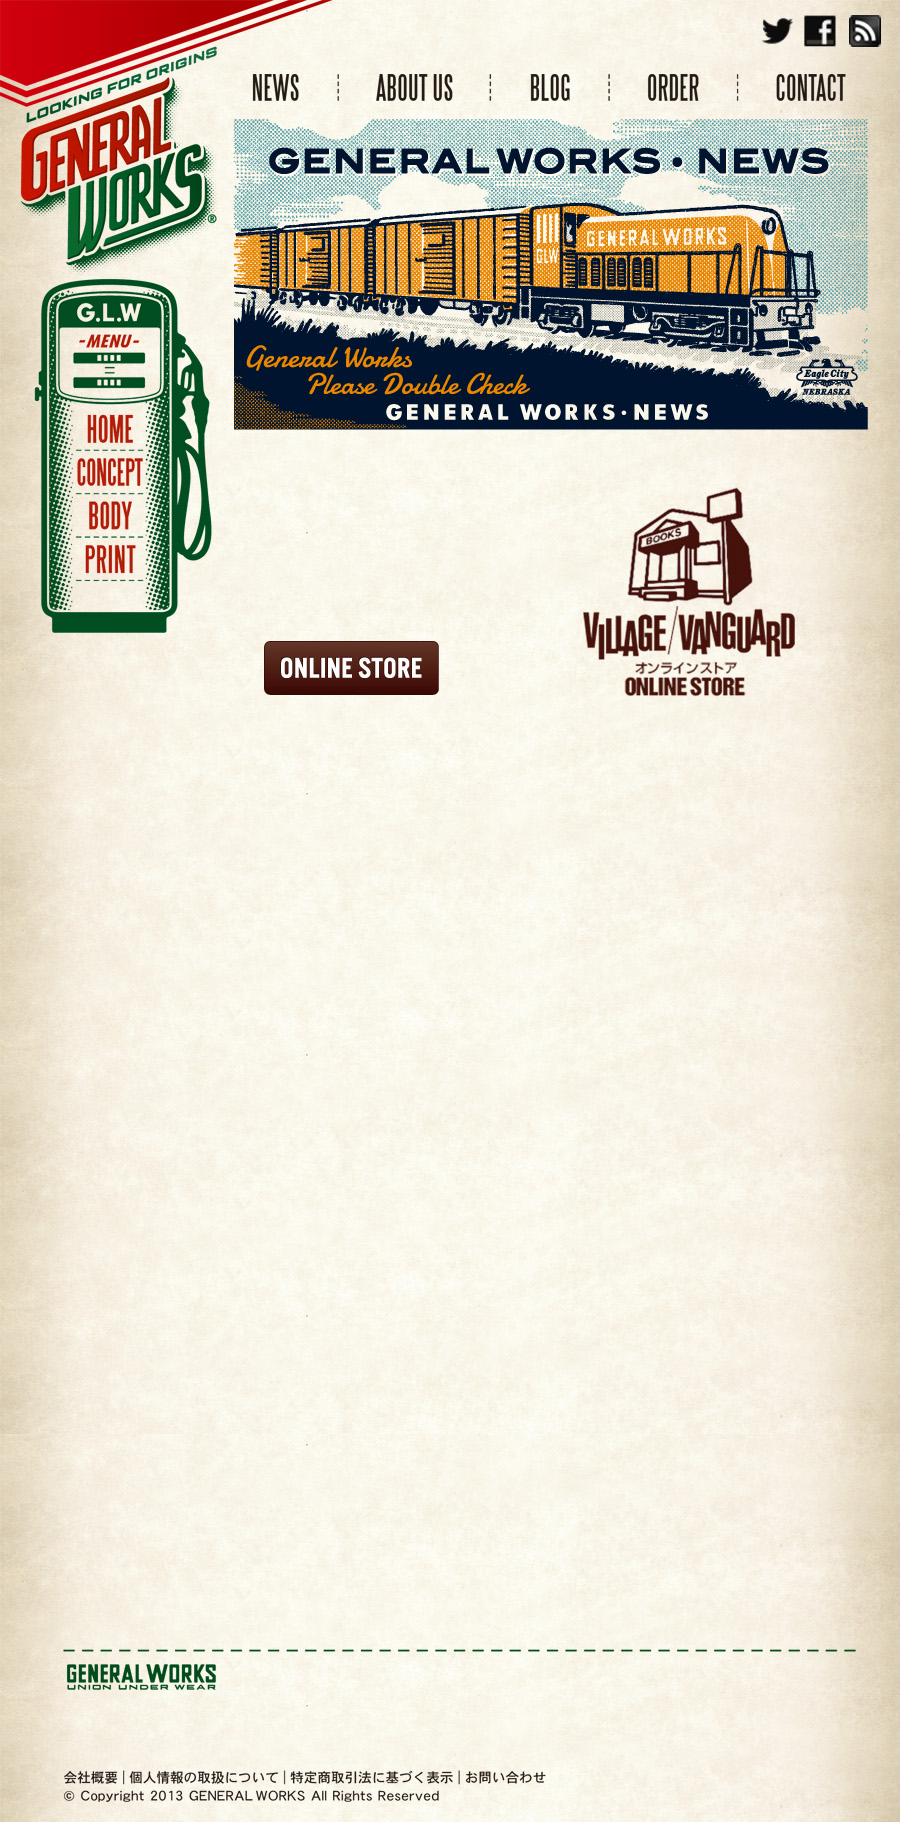 LOOKING FOR ORIGINS
GENERAL
WORKS®
NEWS
ABOUT US
BLOG
ORDER
CONTACT
GENERAL WORKS・NEWS
GLW
GENERAL WORKS
General Works
Please Double Check
GENERAL WORKS・NEWS
Eagle City
NEBRASKA
G.L.W
-MENU-
HOME
CONCEPT
BODY
PRINT
ONLINE STORE
BOOKS
VILLAGE/VANGUARD
オンラインストア
ONLINE STORE
GENERAL WORKS
UNION UNDER WEAR
会社概要 | 個人情報の取扱について | 特定商取引法に基づく表示 | お問い合わせ
© Copyright 2013 GENERAL WORKS All Rights Reserved